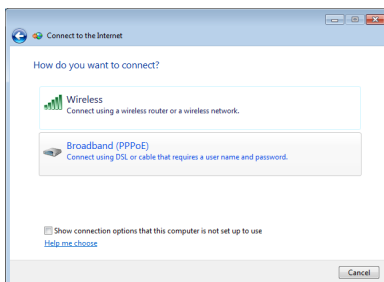 Connect to the Internet
How do you want to connect?
Wireless
Connect using a wireless router or a wireless network.
Broadband (PPPoE)
Connect using DSL or cable that requires a user name and password.
Show connection options that this computer is not set up to use
Help me choose
Cancel